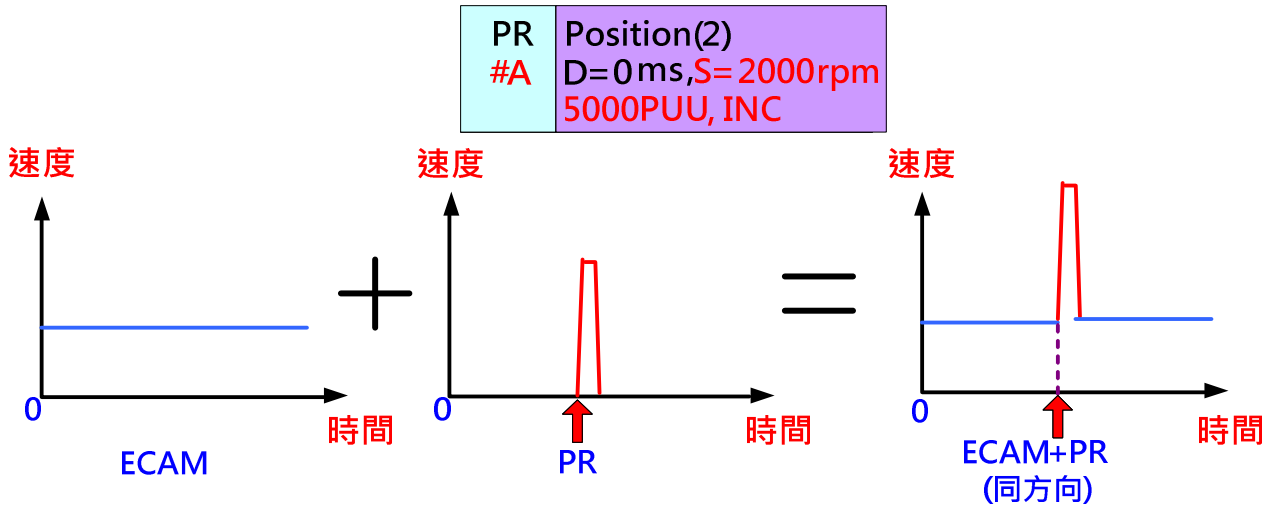 PR
#A
Position(2)
D=0ms,S=2000rpm
5000PUU, INC
速度
0
時間
ECAM
速度
0
時間
PR
速度
0
時間
ECAM+PR
(同方向)